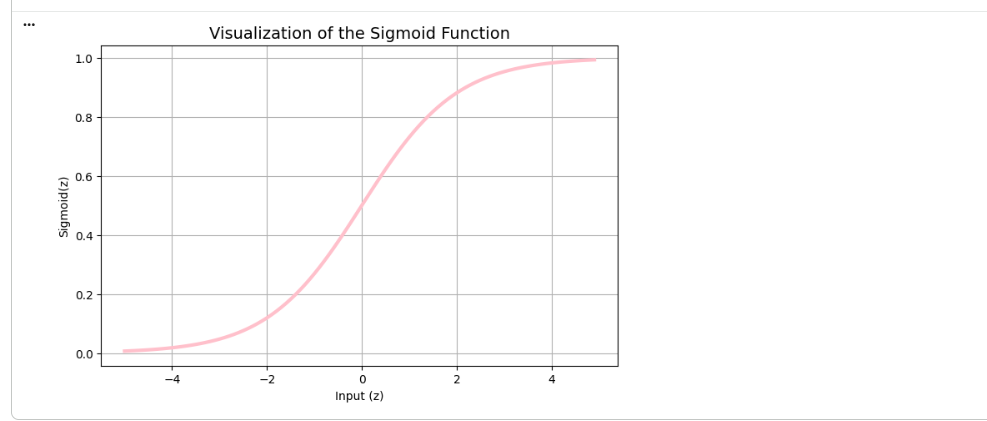 ...
Visualization of the Sigmoid Function
1.0
0.8
0.6
0.4
0.2
0.0
Sigmoid(z)
−4 −2 0 2 4
Input (z)